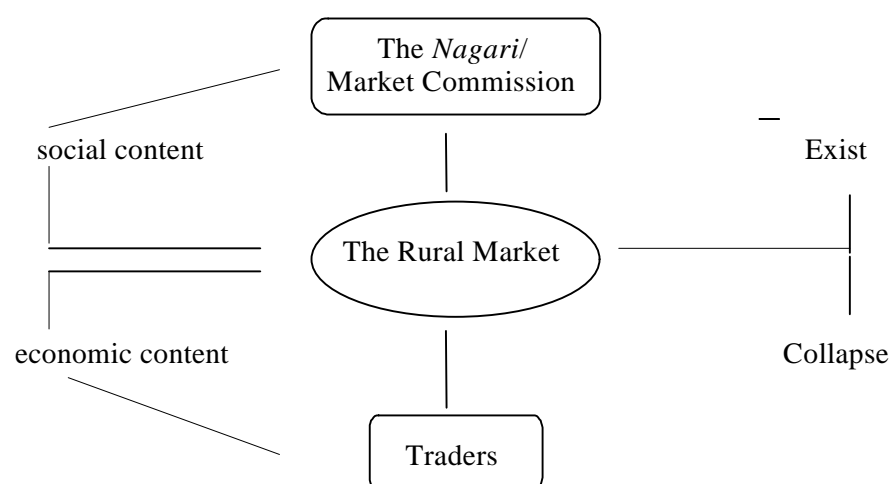 The Nagari/
Market Commission
social content
Exist
The Rural Market
economic content
Collapse
Traders